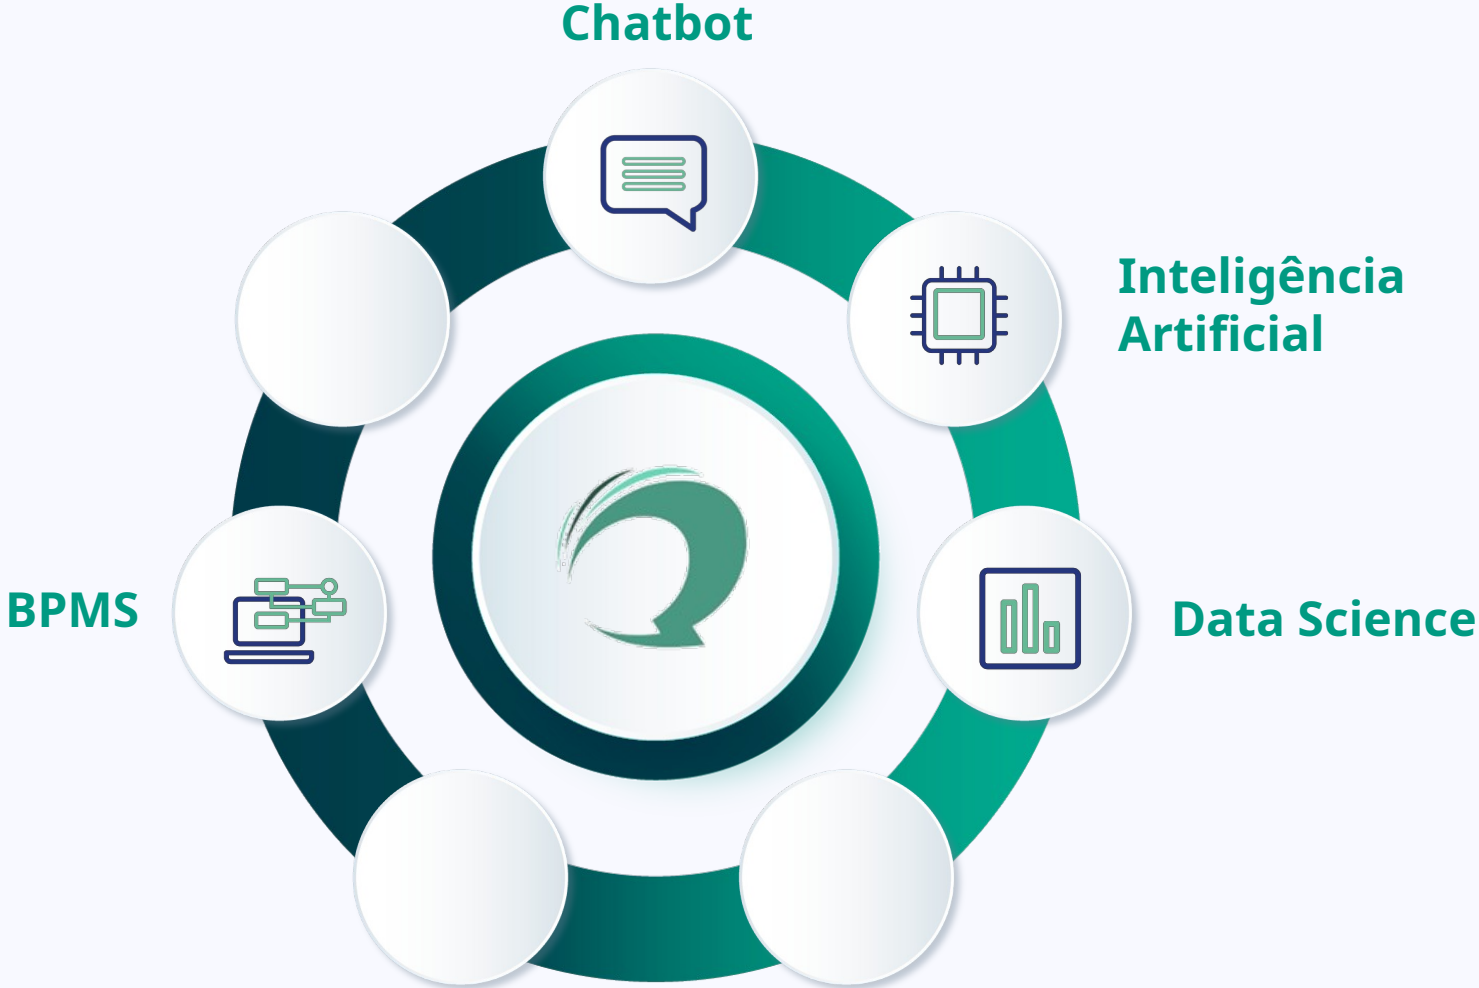 Chatbot
Inteligência
Artificial
BPMS
Data Science